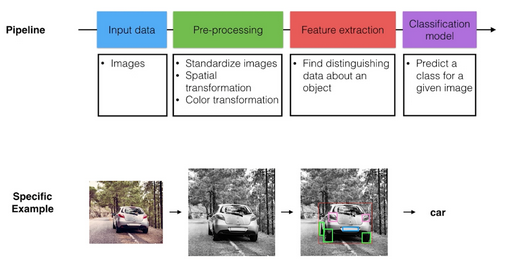 Pipeline
Input data
Pre-processing
Feature extraction
Classification
model
• Images
• Standardize images
• Spatial
transformation
• Color transformation
• Find distinguishing
data about an
object
• Predict a
class for a
given image
Specific
Example
car